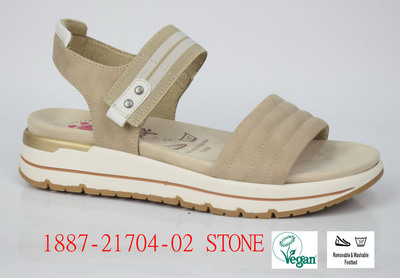 1887-21704-02 STONE
Vegan
Removable & Washable
Footbed